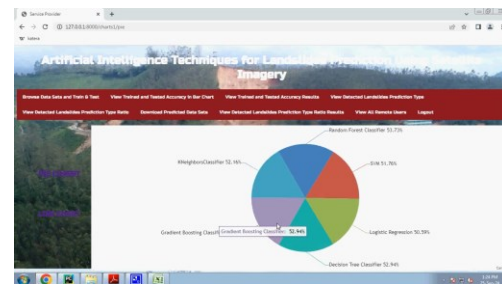 Service Provider
127.0.0.1:8000/charts1/pie
Artificial Intelligence Techniques for Landslides Prediction
Imagery
Browse Data Sets and Train & Test View Trained and Tested Accuracy in Bar Chart View Trained and Tested Accuracy Results View Detected Landslides Prediction Type
View Detected Landslides Prediction Type Ratio Download Predicted Data Sets View Detected Landslides Prediction Type Ratio Results View All Remote Users Logout
Random Forest Classifier 51.73%
KNeighborsClassifier 52.16%
SVM 51.76%
Gradient Boosting Classifi
Gradient Boosting Classifier: 52.94%
Logistic Regression 50.59%
Decision Tree Classifier 52.94%